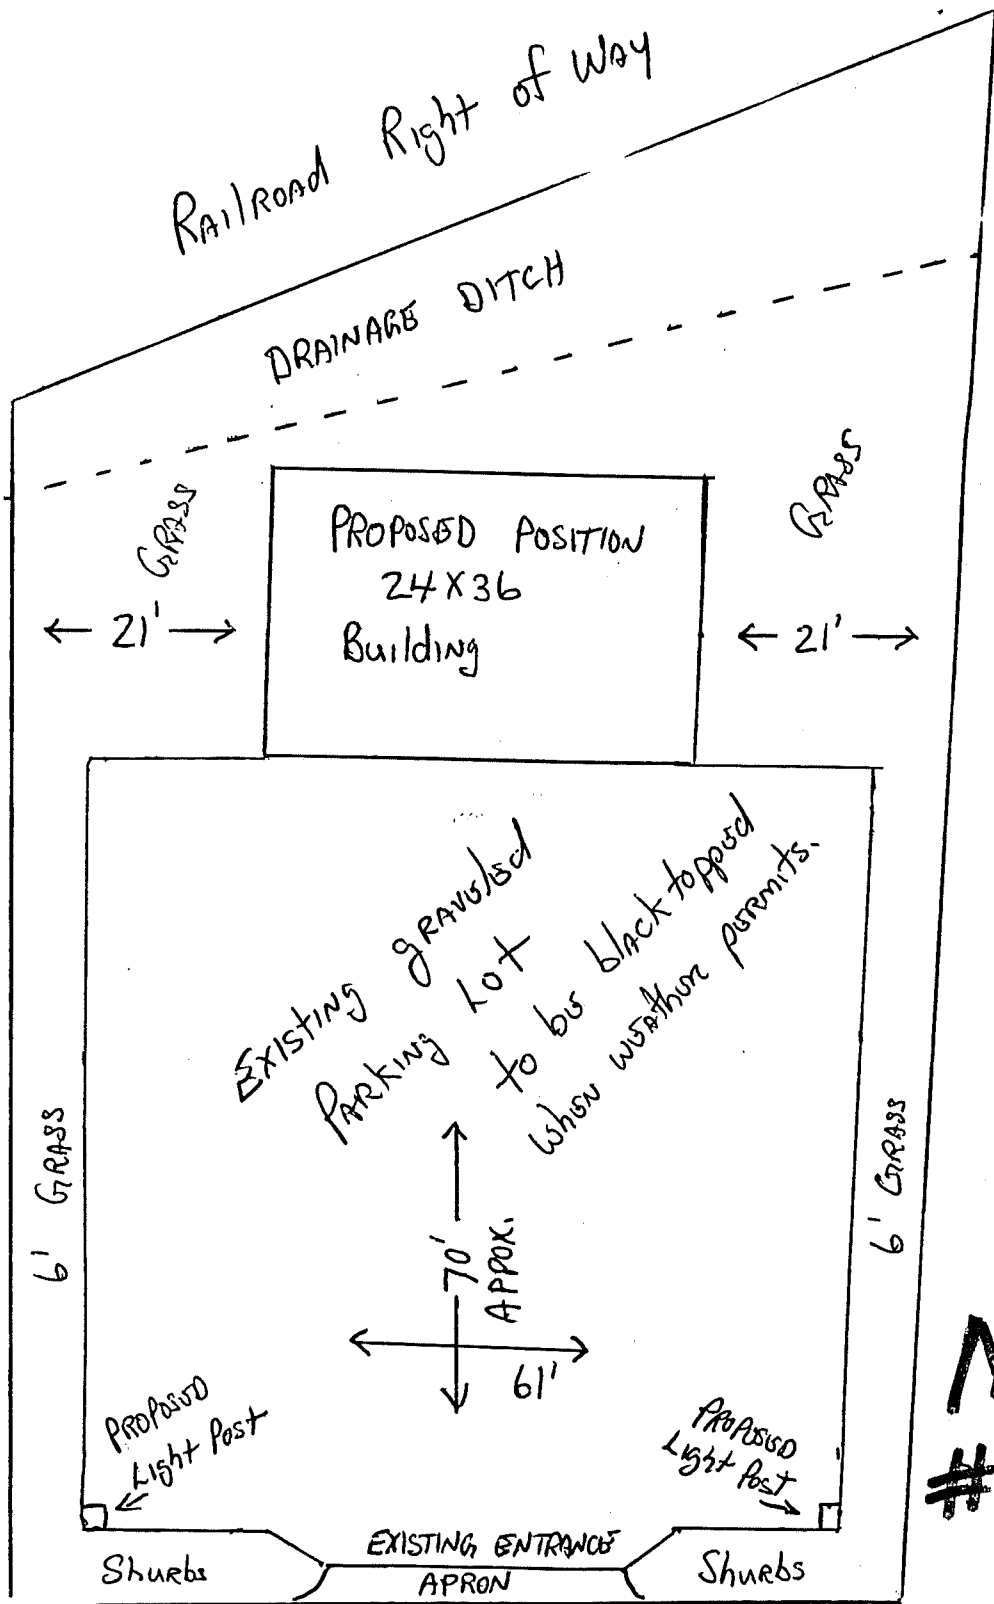 Railroad Right of Way
DRAINAGE DITCH
GRASS
GRASS
PROPOSED POSITION
24 X 36
Building
21'
21'
Existing graveled
Parking Lot
to be blacktopped
when weather permits.
6' GRASS
6' GRASS
70'
APPOX.
61'
PROPOSED
Light Post
PROPOSED
Light Post
EXISTING ENTRANCE
APRON
Shurbs
Shurbs
#